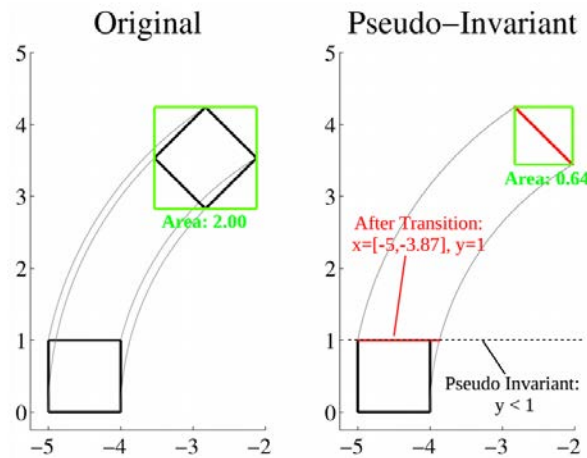 Original
Pseudo-Invariant
5
4
3
2
1
0
-5
-4
-3
-2
Area: 2.00
5
4
3
2
1
0
-5
-4
-3
-2
Area: 0.64
After Transition:
x=[-5,-3.87], y=1
Pseudo Invariant:
y < 1